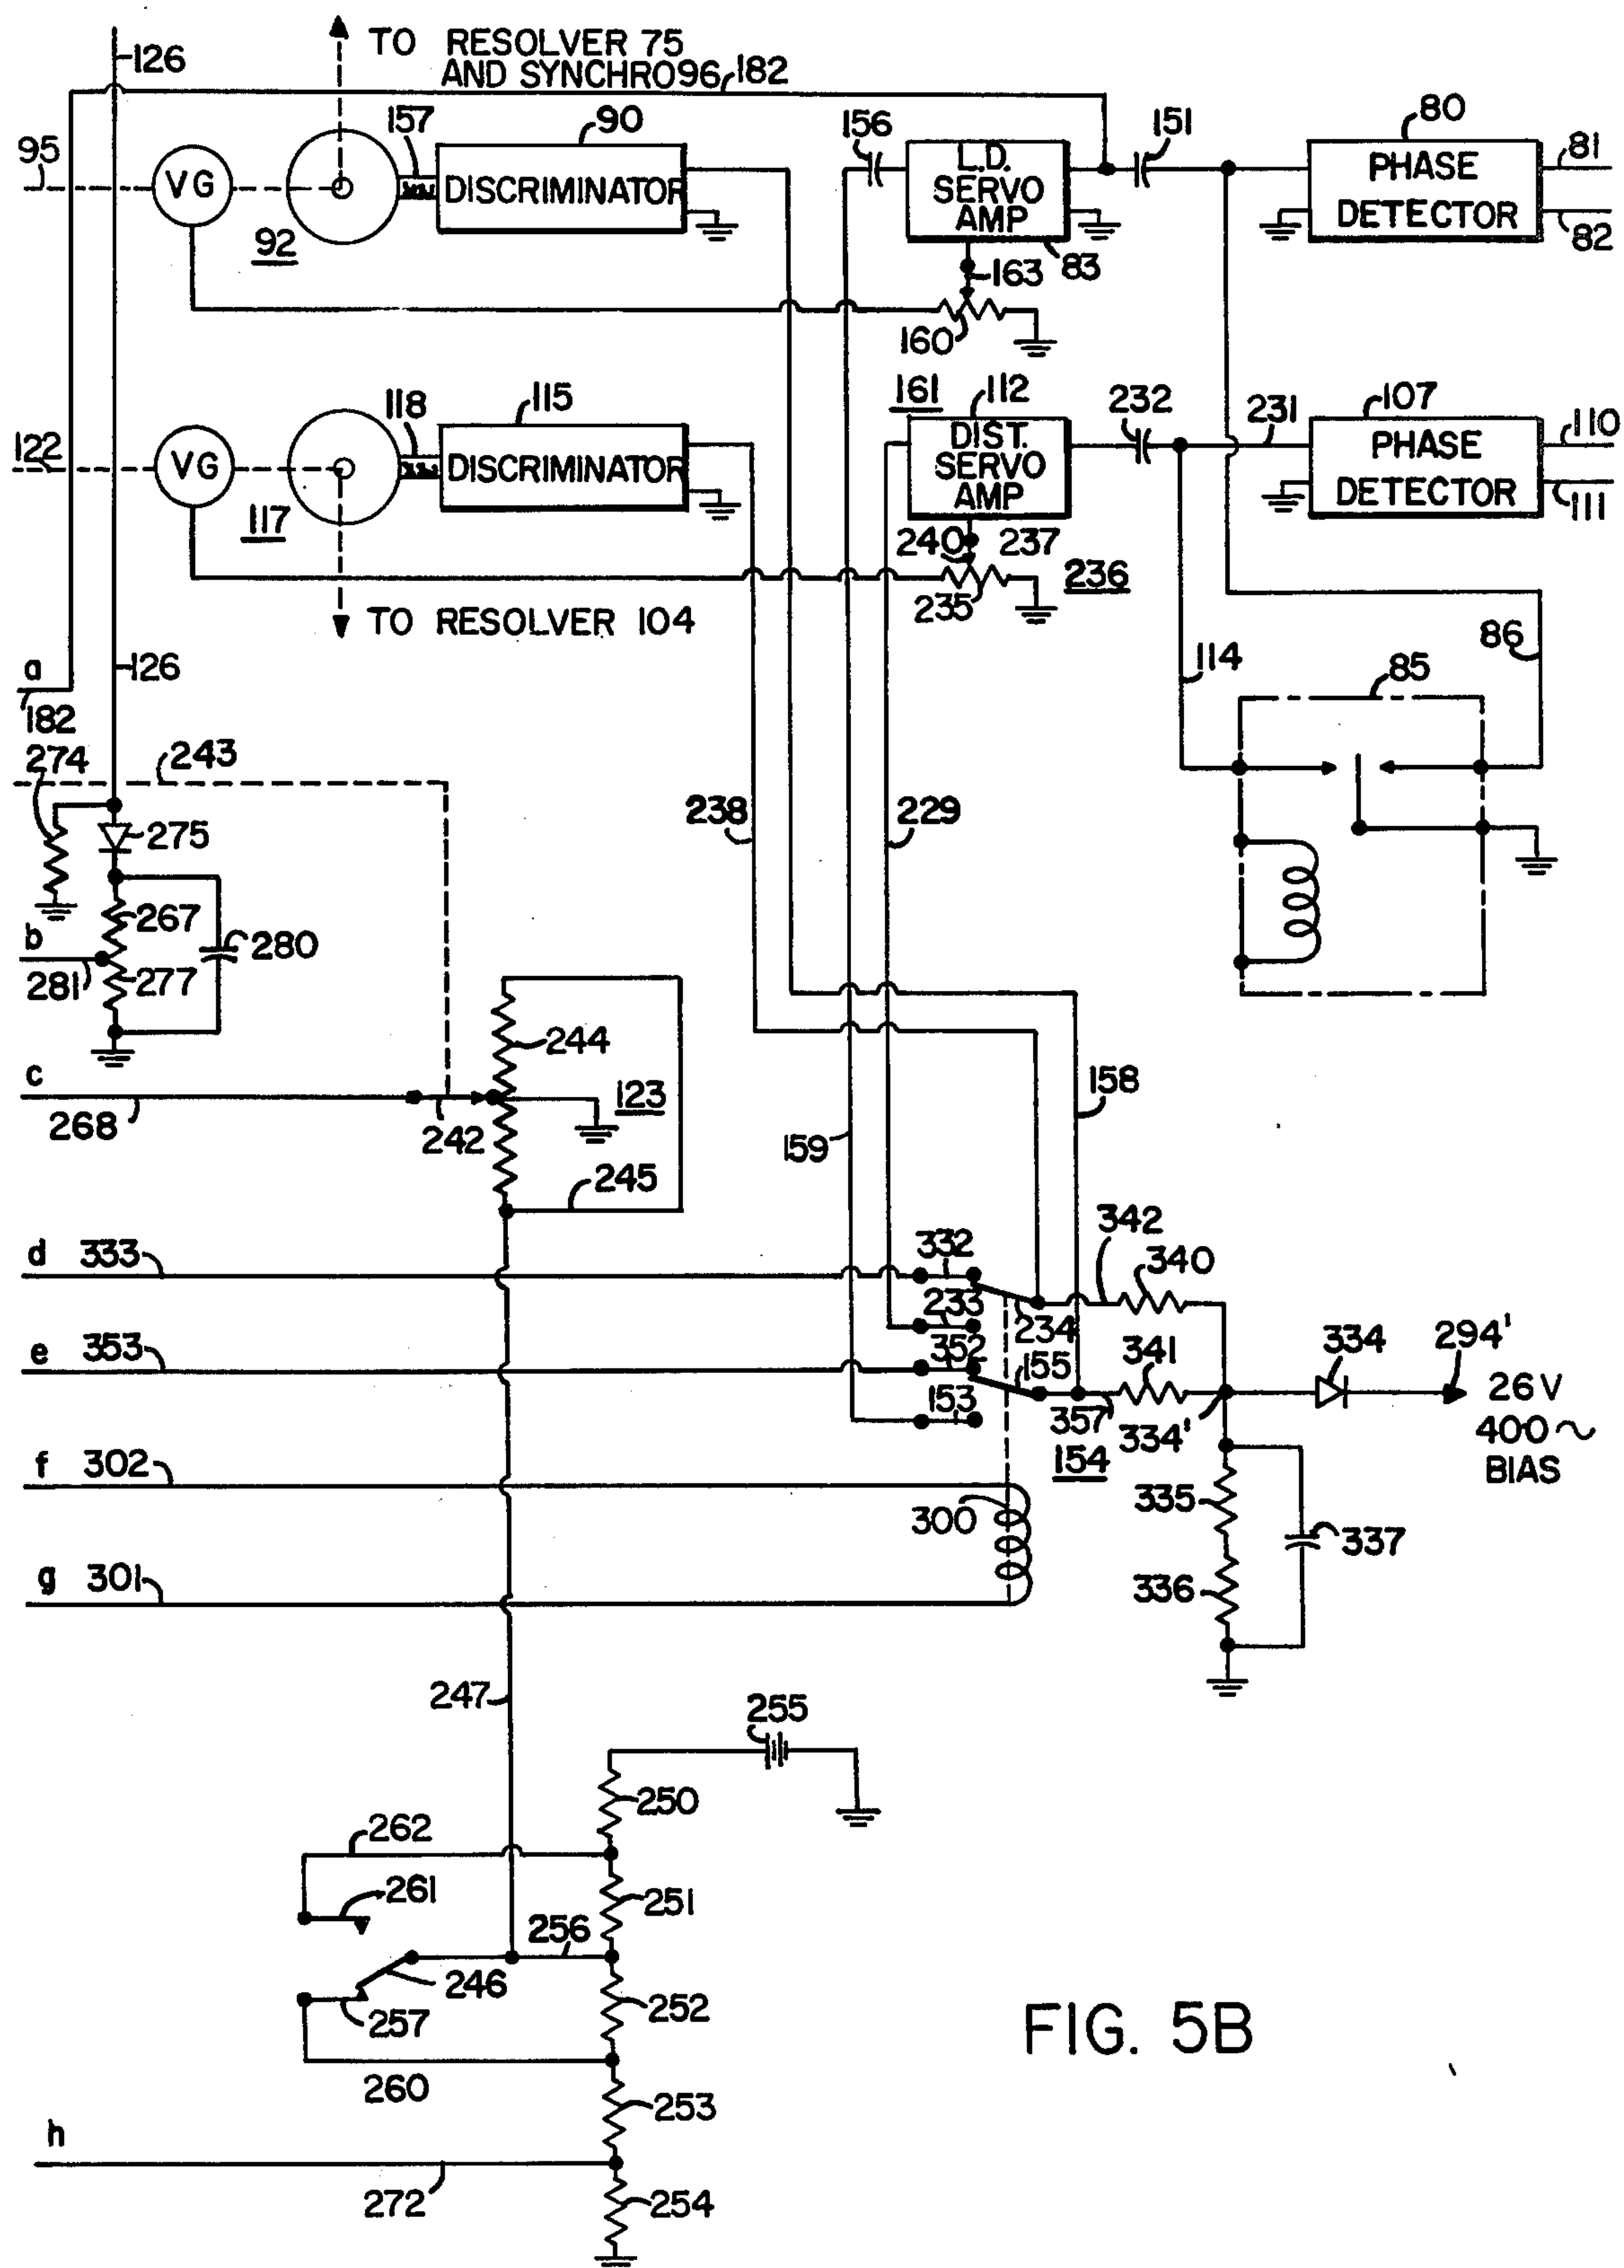 TO RESOLVER 75
AND SYNCHRO 96
126
182
95
VG
92
157
90
DISCRIMINATOR
156
L.D.
SERVO
AMP
83
163
160
151
80
PHASE
DETECTOR
81
82
122
VG
117
118
115
DISCRIMINATOR
161
112
DIST.
SERVO
AMP
240
237
235
236
232
231
107
PHASE
DETECTOR
110
111
TO RESOLVER 104
a
182
126
114
86
85
274
243
275
238
229
267
b
281
277
280
244
c
268
242
123
158
159
245
d 333
332
342
340
233
234
e 353
352
155
341
334
294'
153
357
334'
154
26V
400~
BIAS
f 302
300
335
337
g 301
336
247
255
250
262
261
251
256
246
257
252
260
253
h
272
254
FIG. 5B